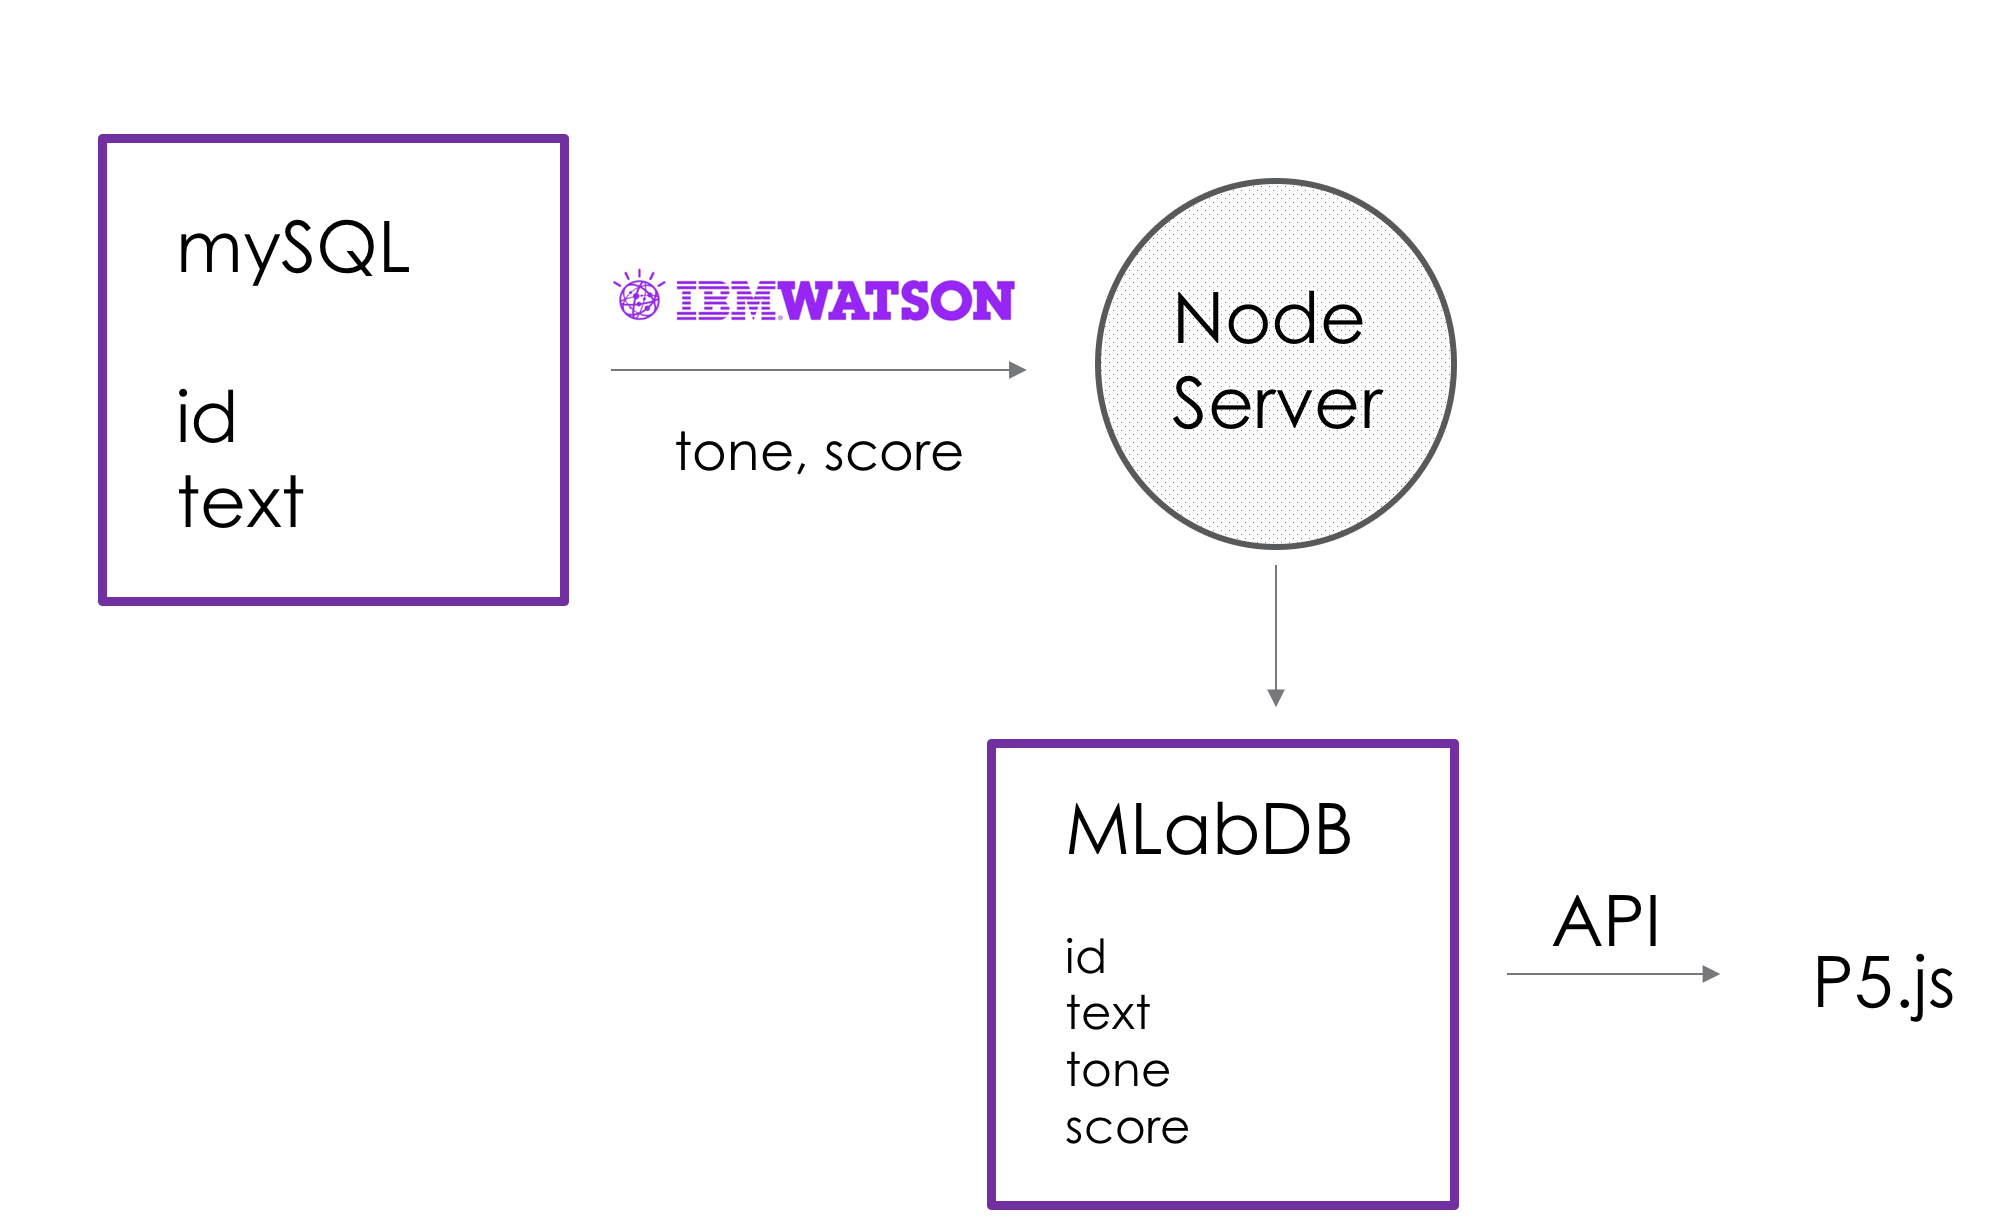 mySQL
id
text
IBM WATSON
tone, score
Node
Server
MLabDB
id
text
tone
score
API
P5.js